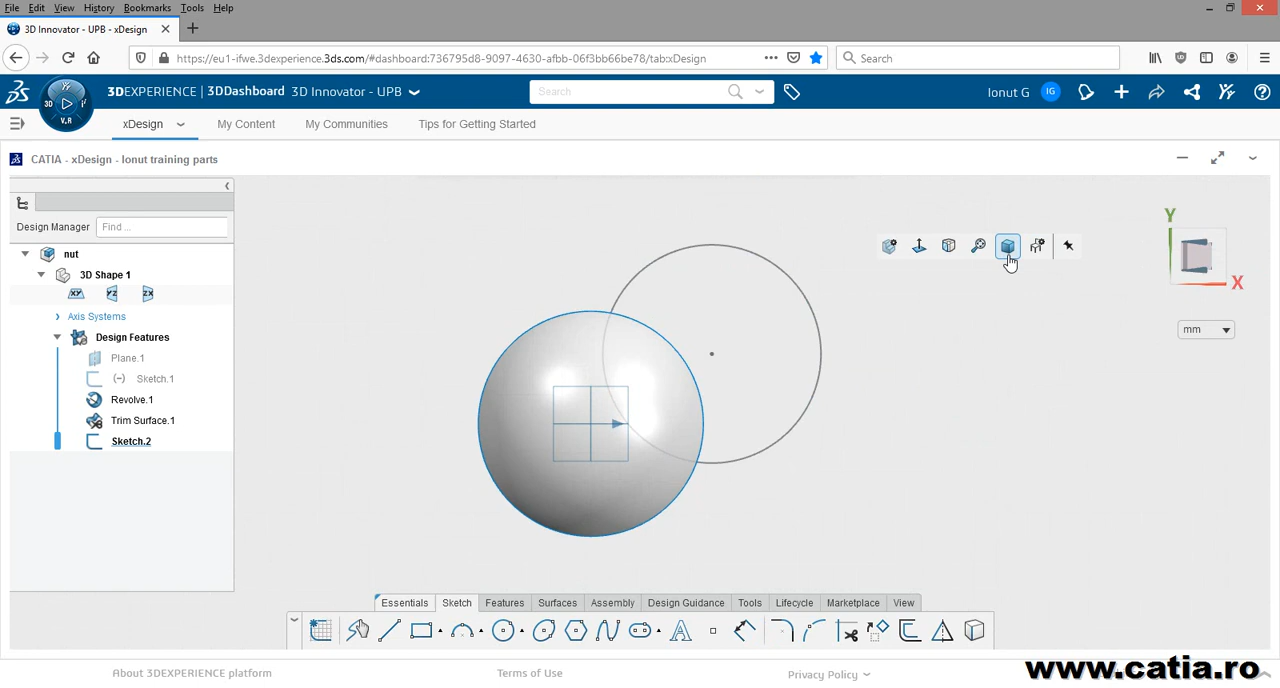 File Edit View History Bookmarks Tools Help
3D Innovator - UPB - xDesign
https://eu1-ifwe.3dexperience.3ds.com/#dashboard:736795d8-9097-4630-afbb-06f3bb66be78/tab:xDesign
Search
3DEXPERIENCE | 3DDashboard 3D Innovator - UPB
Search
Ionut G IG
3D V.R
xDesign My Content My Communities Tips for Getting Started
CATIA - xDesign - Ionut training parts
Design Manager Find ...
nut
3D Shape 1
XY YZ ZX
Axis Systems
Design Features
Plane.1
(-) Sketch.1
Revolve.1
Trim Surface.1
Sketch.2
Y
X
mm
Essentials Sketch Features Surfaces Assembly Design Guidance Tools Lifecycle Marketplace View
About 3DEXPERIENCE platform Terms of Use Privacy Policy
www.catia.ro